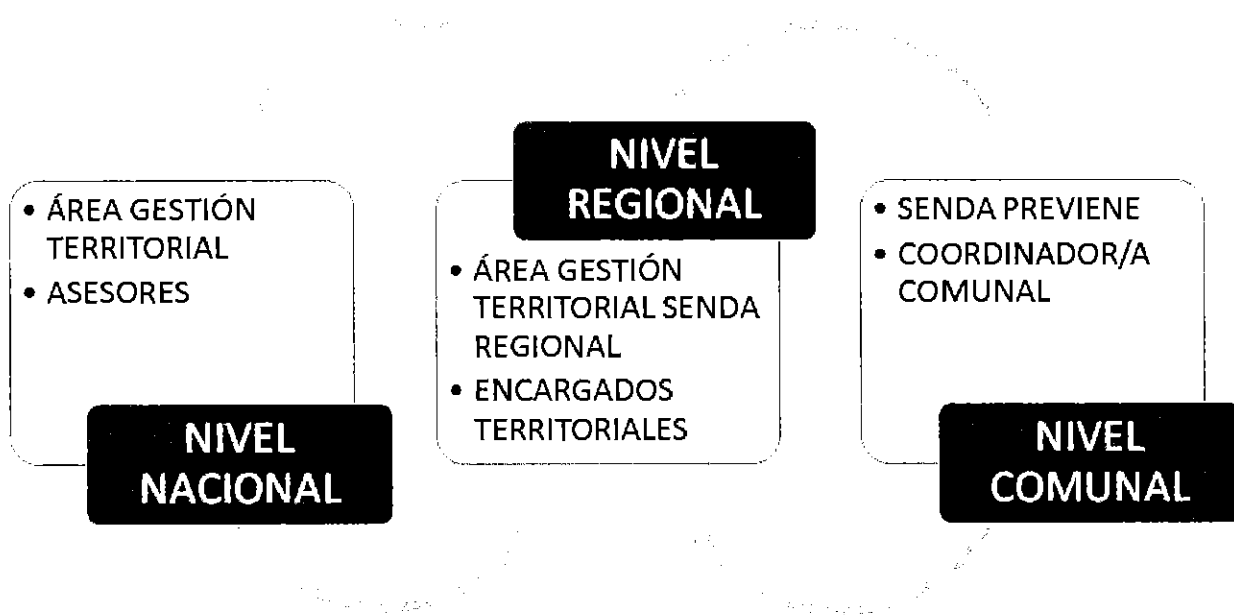 • ÁREA GESTIÓN
TERRITORIAL
• ASESORES
NIVEL
NACIONAL
NIVEL
REGIONAL
• ÁREA GESTIÓN
TERRITORIAL SENDA
REGIONAL
• ENCARGADOS
TERRITORIALES
• SENDA PREVIENE
• COORDINADOR/A
COMUNAL
NIVEL
COMUNAL